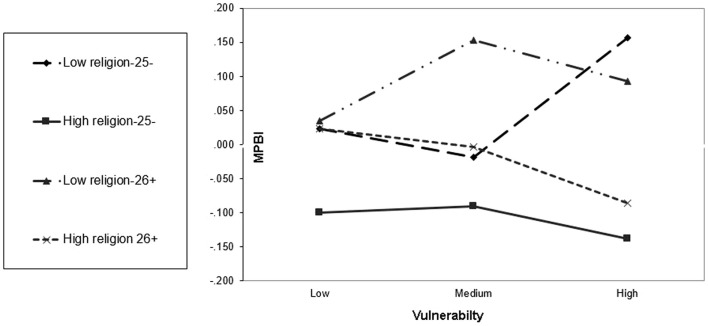 Low religion-25-
High religion-25-
Low religion-26+
High religion 26+
MPBI
.200
.150
.100
.050
.000
-.050
-.100
-.150
-.200
Low
Medium
High
Vulnerabilty